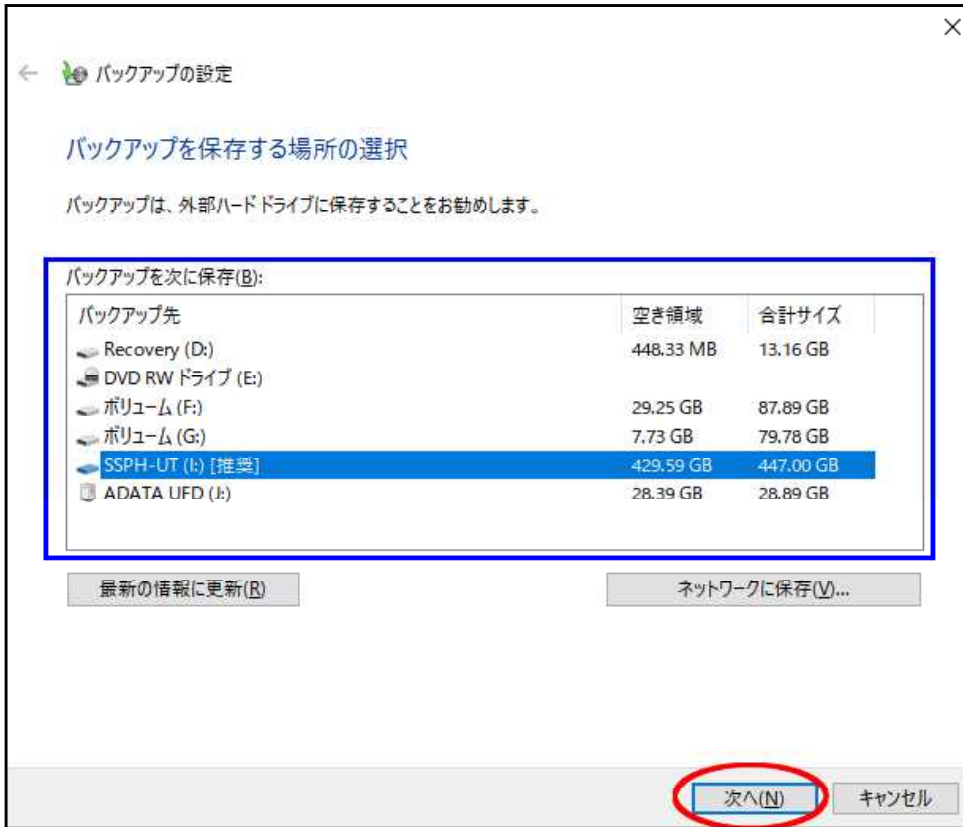 バックアップの設定
バックアップを保存する場所の選択
バックアップは、外部ハード ドライブに保存することをお勧めします。
バックアップを次に保存(B):
バックアップ先 空き領域 合計サイズ
Recovery (D:) 448.33 MB 13.16 GB
DVD RW ドライブ (E:)
ボリューム (F:) 29.25 GB 87.89 GB
ボリューム (G:) 7.73 GB 79.78 GB
SSPH-UT (I:) [推奨] 429.59 GB 447.00 GB
ADATA UFD (J:) 28.39 GB 28.89 GB
最新の情報に更新(R) ネットワークに保存(V)...
次へ(N) キャンセル